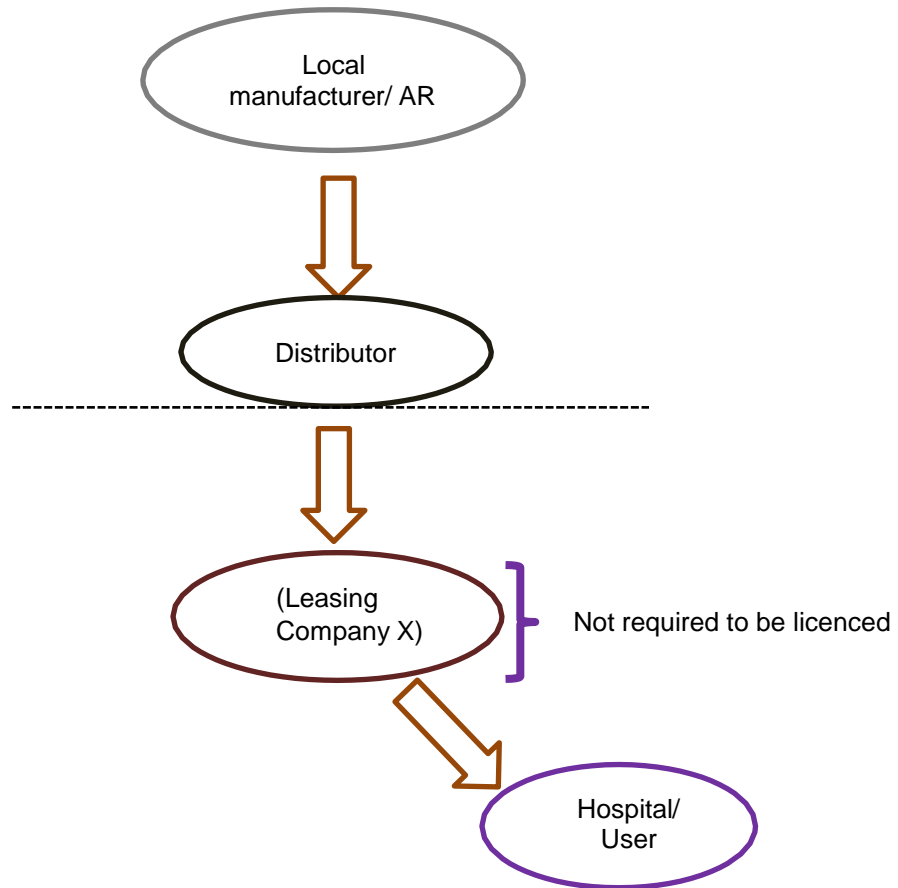 Local
manufacturer/ AR
Distributor
(Leasing
Company X)
Not required to be licenced
Hospital/
User